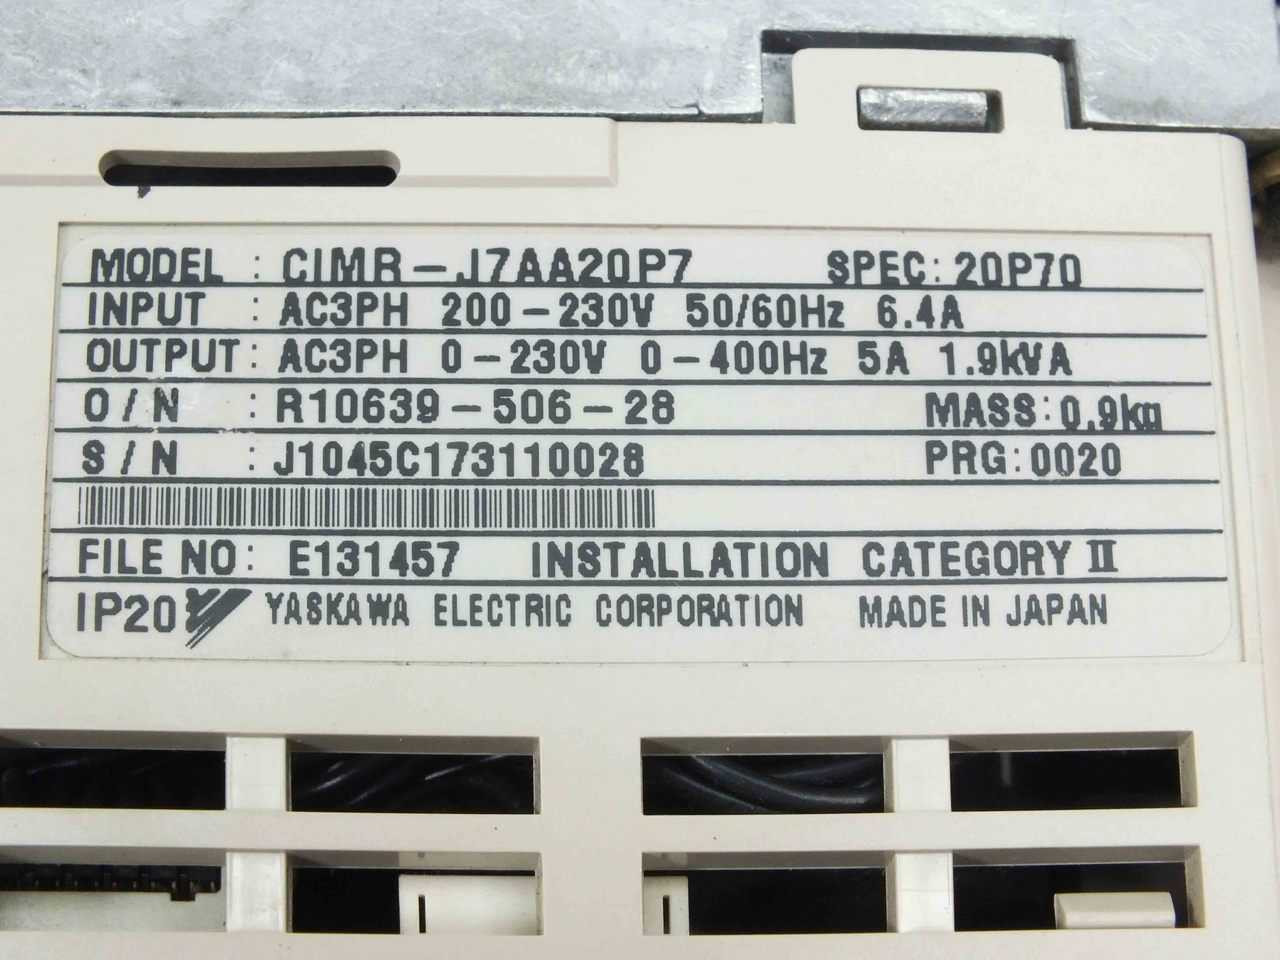 MODEL : CIMR-J7AA20P7 SPEC: 20P70
INPUT : AC3PH 200-230V 50/60Hz 6.4A
OUTPUT: AC3PH 0-230V 0-400Hz 5A 1.9kVA
O/N : R10639-506-28 MASS: 0.9kg
S/N : J1045C173110028 PRG: 0020
FILE NO: E131457 INSTALLATION CATEGORY II
IP20 YASKAWA ELECTRIC CORPORATION MADE IN JAPAN